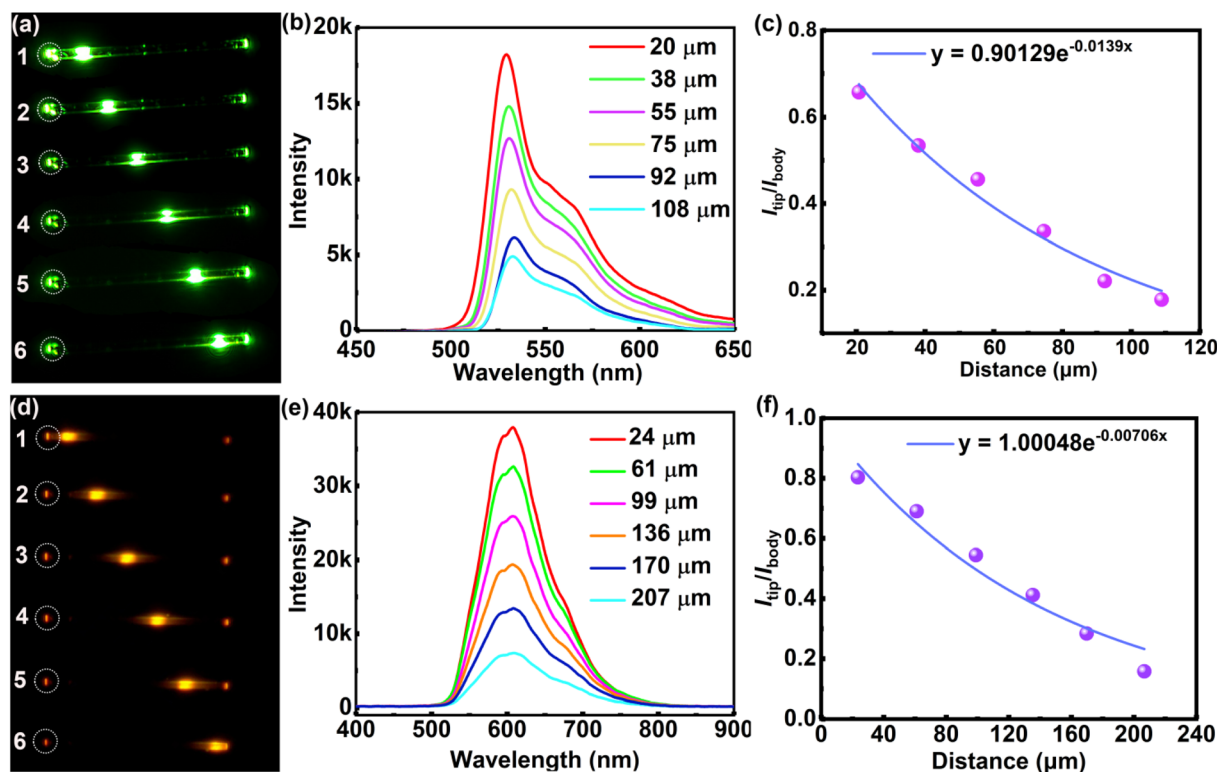 (a)
1
2
3
4
5
6
(b)
20k
15k
10k
5k
0
Intensity
450 500 550 600 650
Wavelength (nm)
20 μm
38 μm
55 μm
75 μm
92 μm
108 μm
(c)
0.8
0.6
0.4
0.2
Itip/Ibody
20 40 60 80 100 120
Distance (μm)
y = 0.90129e-0.0139x
(d)
1
2
3
4
5
6
(e)
40k
30k
20k
10k
0
Intensity
400 500 600 700 800 900
Wavelength (nm)
24 μm
61 μm
99 μm
136 μm
170 μm
207 μm
(f)
1.0
0.8
0.6
0.4
0.2
0.0
Itip/Ibody
0 40 80 120 160 200 240
Distance (μm)
y = 1.00048e-0.00706x